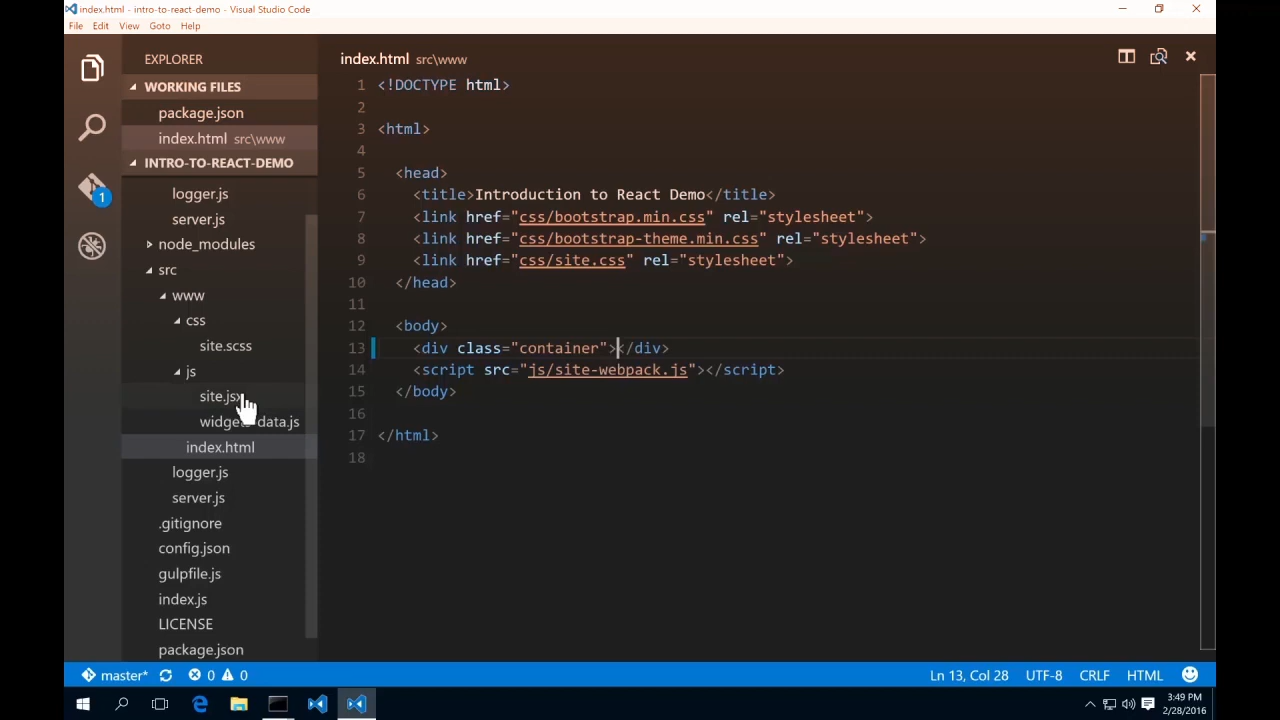 index.html - intro-to-react-demo - Visual Studio Code
File Edit View Goto Help
EXPLORER
WORKING FILES
package.json
index.html src\www
INTRO-TO-REACT-DEMO
logger.js
server.js
node_modules
src
www
css
site.scss
js
site.jsx
widgets-data.js
index.html
logger.js
server.js
.gitignore
config.json
gulpfile.js
index.js
LICENSE
package.json
index.html src\www
1 <!DOCTYPE html>
2
3 <html>
4
5 <head>
6 <title>Introduction to React Demo</title>
7 <link href="css/bootstrap.min.css" rel="stylesheet">
8 <link href="css/bootstrap-theme.min.css" rel="stylesheet">
9 <link href="css/site.css" rel="stylesheet">
10 </head>
11
12 <body>
13 <div class="container"></div>
14 <script src="js/site-webpack.js"></script>
15 </body>
16
17 </html>
18
1
master* 0 0
Ln 13, Col 28 UTF-8 CRLF HTML
3:49 PM
2/28/2016